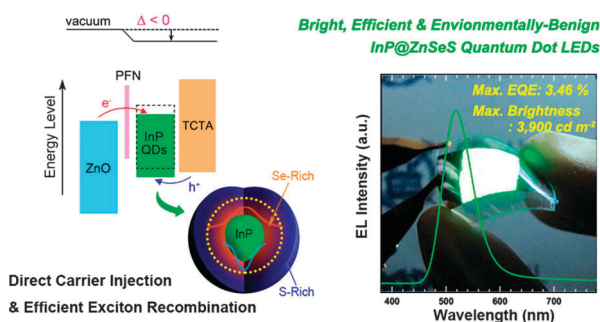 vacuum
Δ < 0
PFN
e-
Energy Level
ZnO
InP
QDs
TCTA
h+
Se-Rich
InP
S-Rich
Direct Carrier Injection
& Efficient Exciton Recombination
Bright, Efficient & Envionmentally-Benign
InP@ZnSeS Quantum Dot LEDs
Max. EQE: 3.46 %
Max. Brightness
: 3,900 cd m-2
EL Intensity (a.u.)
400 500 600 700
Wavelength (nm)